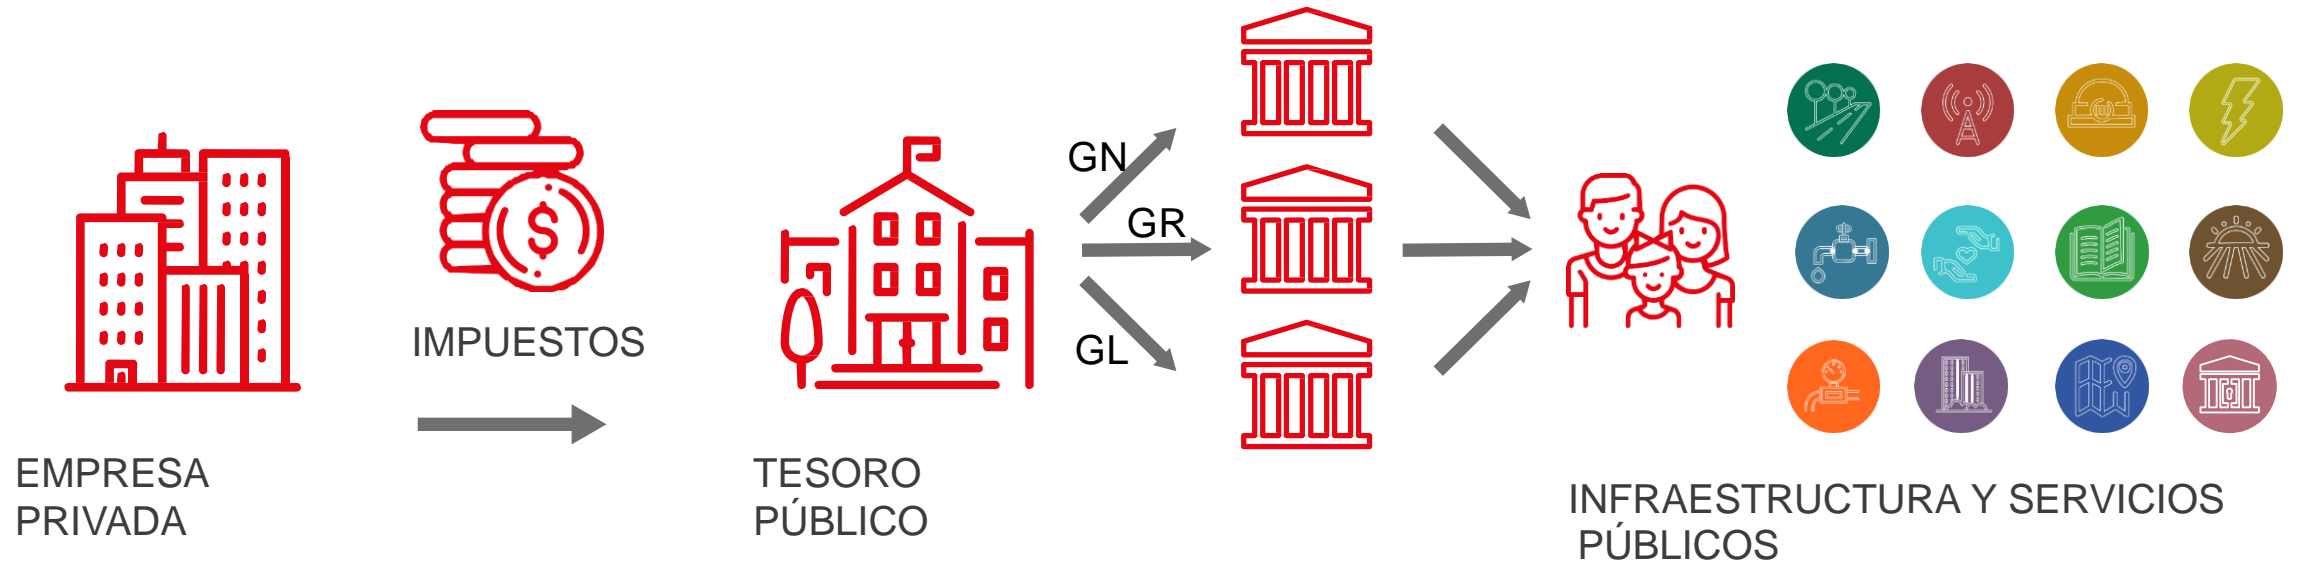 EMPRESA
PRIVADA
IMPUESTOS
TESORO
PÚBLICO
GN
GR
GL
INFRAESTRUCTURA Y SERVICIOS
PÚBLICOS